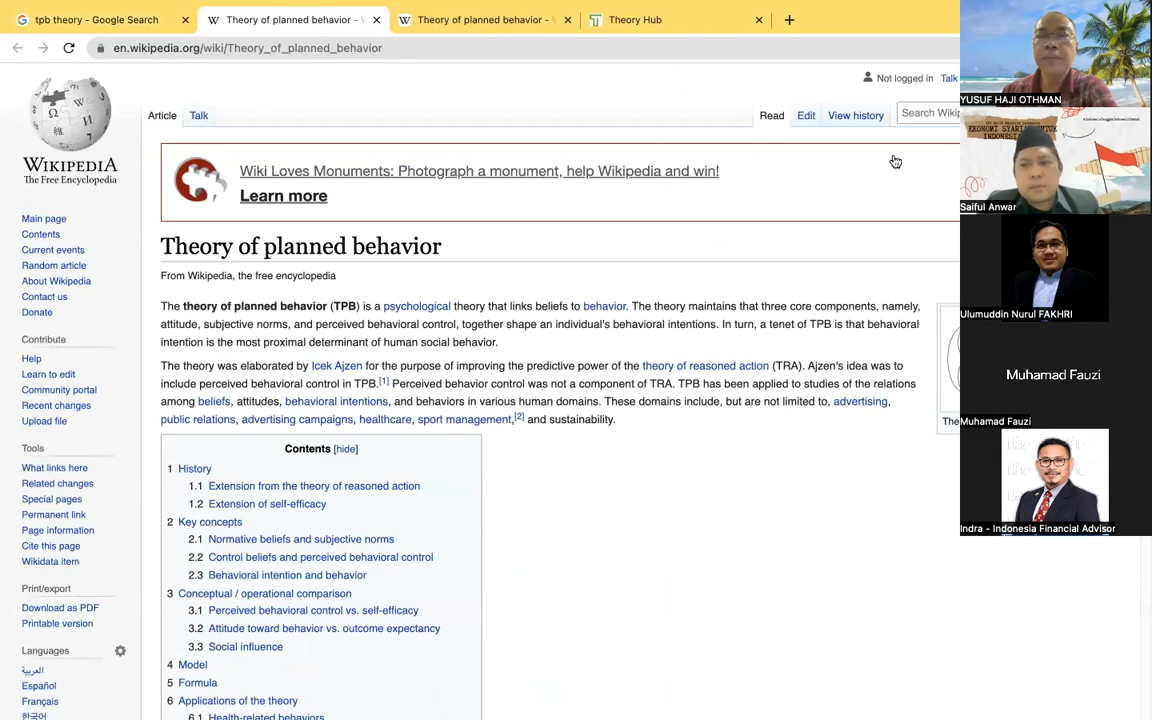 tpb theory - Google Search
Theory of planned behavior -
Theory of planned behavior -
Theory Hub
en.wikipedia.org/wiki/Theory_of_planned_behavior
WIKIPEDIA
The Free Encyclopedia
Main page
Contents
Current events
Random article
About Wikipedia
Contact us
Donate
Contribute
Help
Learn to edit
Community portal
Recent changes
Upload file
Tools
What links here
Related changes
Special pages
Permanent link
Page information
Cite this page
Wikidata item
Print/export
Download as PDF
Printable version
Languages
العربية
Español
Français
한국어
Not logged in Talk
Article Talk Read Edit View history Search Wiki
Wiki Loves Monuments: Photograph a monument, help Wikipedia and win!
Learn more
Theory of planned behavior
From Wikipedia, the free encyclopedia
The theory of planned behavior (TPB) is a psychological theory that links beliefs to behavior. The theory maintains that three core components, namely,
attitude, subjective norms, and perceived behavioral control, together shape an individual's behavioral intentions. In turn, a tenet of TPB is that behavioral
intention is the most proximal determinant of human social behavior.
The theory was elaborated by Icek Ajzen for the purpose of improving the predictive power of the theory of reasoned action (TRA). Ajzen's idea was to
include perceived behavioral control in TPB.[1] Perceived behavior control was not a component of TRA. TPB has been applied to studies of the relations
among beliefs, attitudes, behavioral intentions, and behaviors in various human domains. These domains include, but are not limited to, advertising,
public relations, advertising campaigns, healthcare, sport management,[2] and sustainability.
The
Contents [hide]
1 History
1.1 Extension from the theory of reasoned action
1.2 Extension of self-efficacy
2 Key concepts
2.1 Normative beliefs and subjective norms
2.2 Control beliefs and perceived behavioral control
2.3 Behavioral intention and behavior
3 Conceptual / operational comparison
3.1 Perceived behavioral control vs. self-efficacy
3.2 Attitude toward behavior vs. outcome expectancy
3.3 Social influence
4 Model
5 Formula
6 Applications of the theory
6.1 Health-related behaviors
YUSUF HAJI OTHMAN
EKONOMI SYARIAH UNTUK
INDONESIA
Saiful Anwar
Ulumuddin Nurul FAKHRI
Muhamad Fauzi
Muhamad Fauzi
Indra - Indonesia Financial Advisor